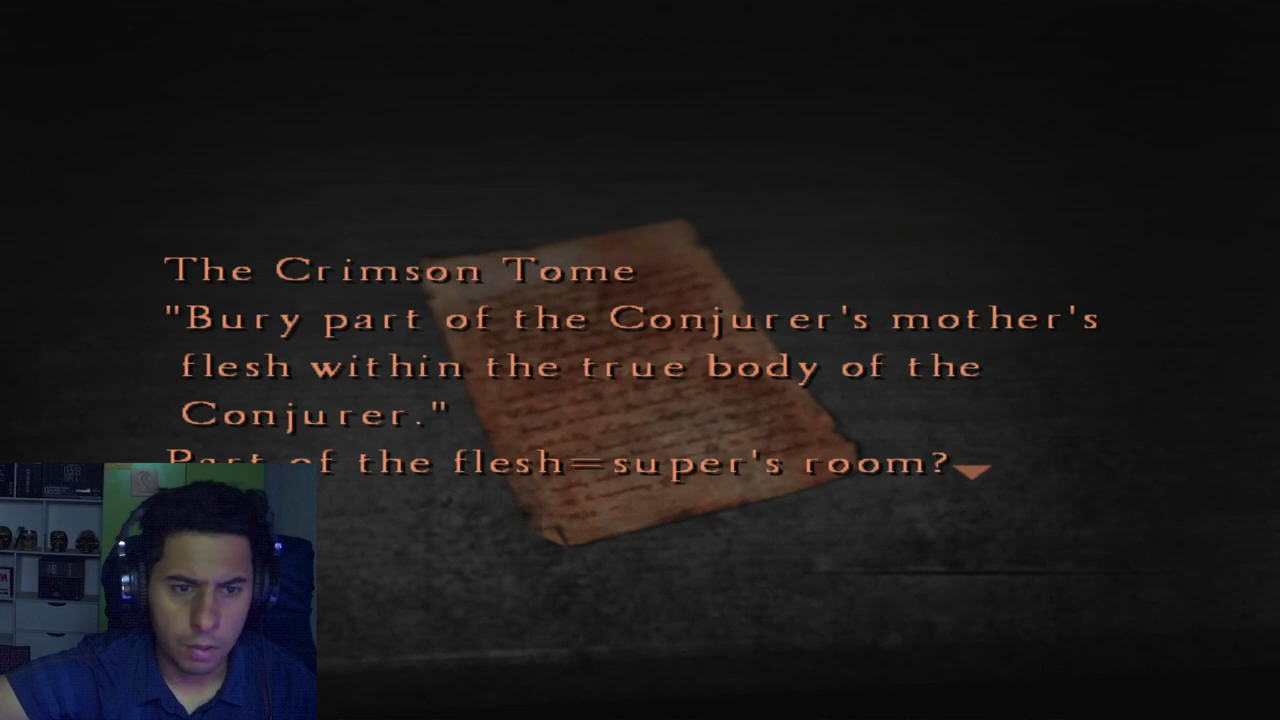 The Crimson Tome
"Bury part of the Conjurer's mother's
flesh within the true body of the
Conjurer."
Part of the flesh=super's room?